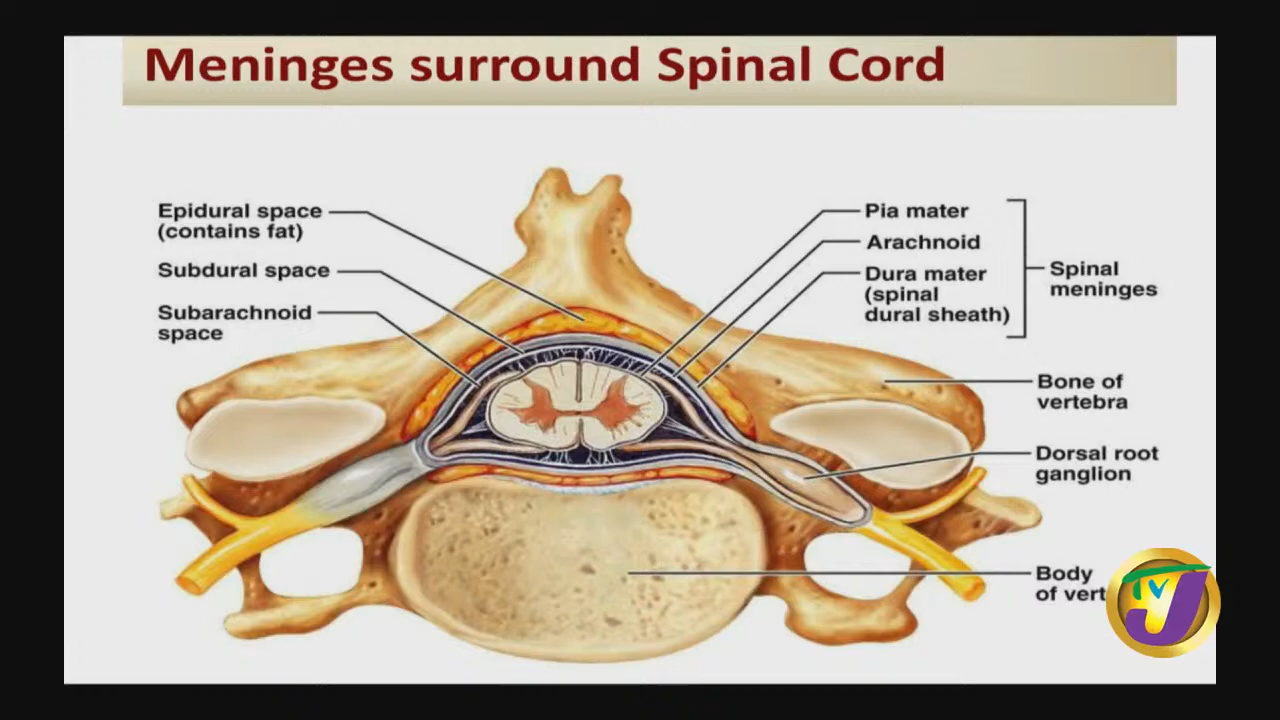 Meninges surround Spinal Cord
Epidural space
(contains fat)
Subdural space
Subarachnoid
space
Pia mater
Arachnoid
Dura mater
(spinal
dural sheath)
Spinal
meninges
Bone of
vertebra
Dorsal root
ganglion
Body
of vert
TVJ